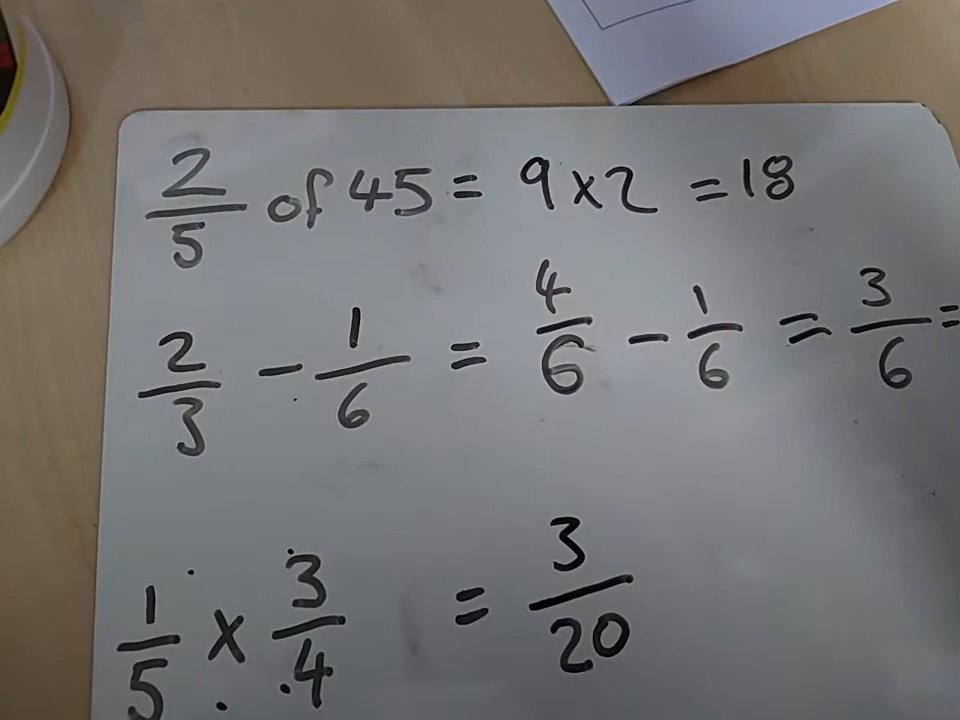 2/5 of 45 = 9 x 2 = 18
2/3 - 1/6 = 4/6 - 1/6 = 3/6 =
1/5 x 3/4 = 3/20